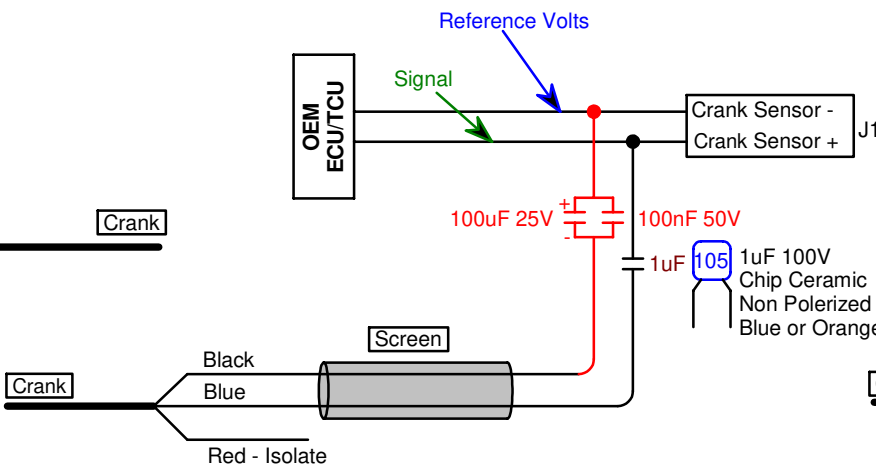 Reference Volts
Signal
OEM
ECU/TCU
Crank Sensor -
Crank Sensor +
J1
Crank
+
100uF 25V
100nF 50V
-
1uF
105
1uF 100V
Chip Ceramic
Non Polerized
Blue or Orange
Screen
Black
Crank
Blue
Red - Isolate